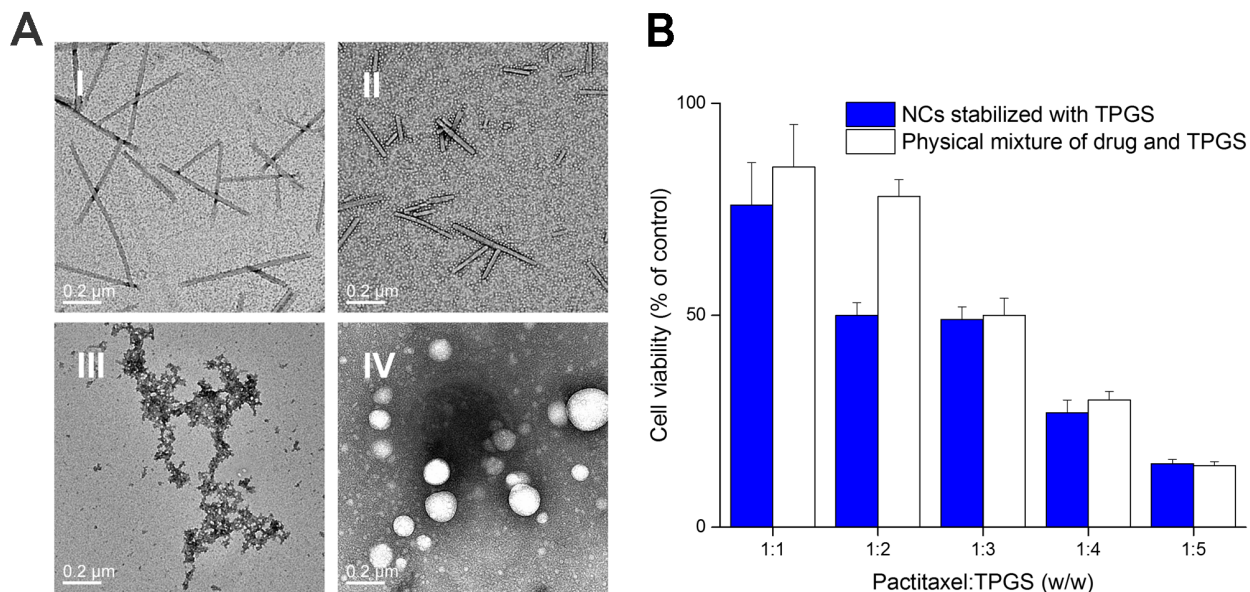 A
I
II
0.2 µm
0.2 µm
III
IV
0.2 µm
0.2 µm
B
NCs stabilized with TPGS
Physical mixture of drug and TPGS
Cell viability (% of control)
100
50
0
1:1 1:2 1:3 1:4 1:5
Pactitaxel:TPGS (w/w)